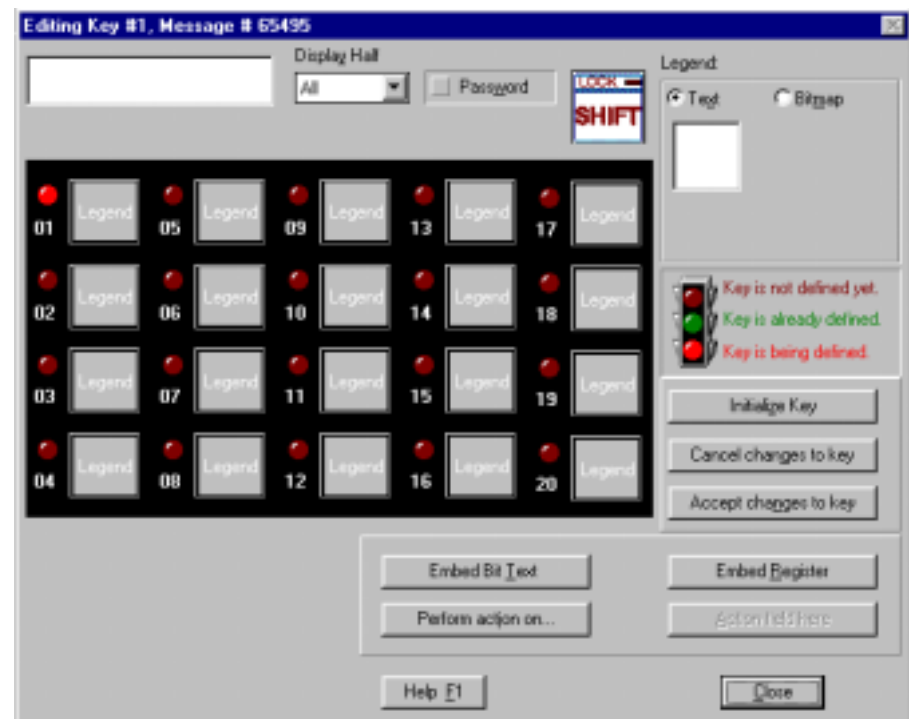 Editing Key #1, Message # 65495
Display Half
All
Password
LOCK
SHIFT
Legend:
Text Bitmap
01 Legend 05 Legend 09 Legend 13 Legend 17 Legend
02 Legend 06 Legend 10 Legend 14 Legend 18 Legend
03 Legend 07 Legend 11 Legend 15 Legend 19 Legend
04 Legend 08 Legend 12 Legend 16 Legend 20 Legend
Key is not defined yet.
Key is already defined.
Key is being defined.
Initialize Key
Cancel changes to key
Accept changes to key
Embed Bit Text
Embed Register
Perform action on...
Action field here
Help F1
Close